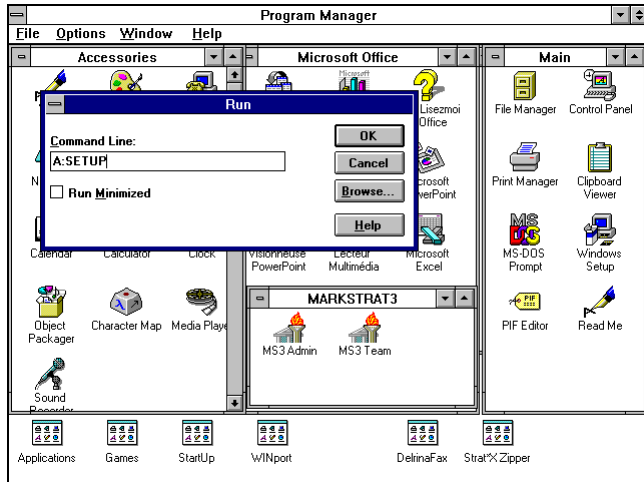 Program Manager
File Options Window Help
Accessories
Microsoft Office
Main
Run
Command Line:
A:SETUP
Run Minimized
OK
Cancel
Browse...
Help
Lisezmoi
Office
File Manager
Control Panel
Print Manager
Clipboard
Viewer
MS-DOS
Prompt
Windows
Setup
PIF
PIF Editor
Read Me
Calendar
Calculator
Clock
Visionneuse
PowerPoint
Lecteur
Multimédia
Microsoft
Excel
Object
Packager
Character Map
Media Playe
Sound
Recorder
MARKSTRAT3
MS3 Admin
MS3 Team
Applications
Games
StartUp
WINport
DelrinaFax
Strat*X Zipper